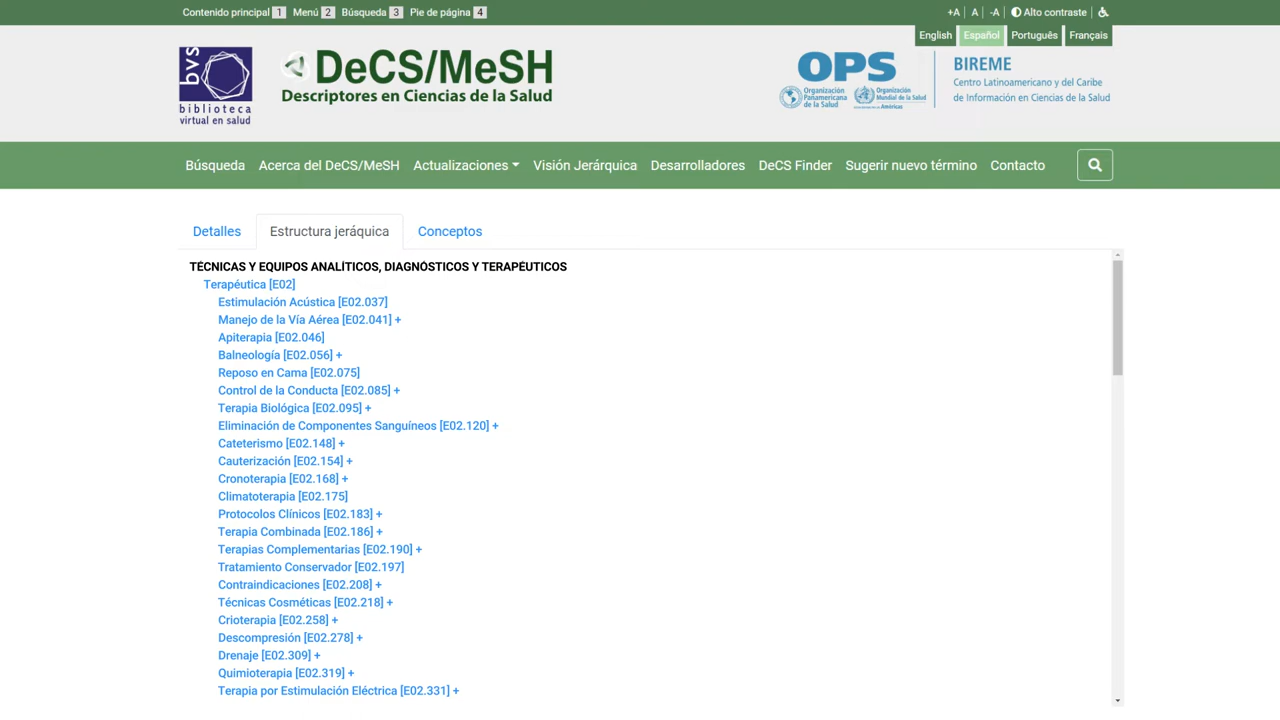 Contenido principal 1 Menú 2 Búsqueda 3 Pie de página 4
+A A -A Alto contraste
English Español Português Français
bvs
biblioteca
virtual en salud
DeCS/MeSH
Descriptores en Ciencias de la Salud
OPS
Organización
Panamericana
de la Salud
Organización
Mundial de la Salud
Américas
BIREME
Centro Latinoamericano y del Caribe
de Información en Ciencias de la Salud
Búsqueda Acerca del DeCS/MeSH Actualizaciones Visión Jerárquica Desarrolladores DeCS Finder Sugerir nuevo término Contacto
Detalles Estructura jeráquica Conceptos
TÉCNICAS Y EQUIPOS ANALÍTICOS, DIAGNÓSTICOS Y TERAPÉUTICOS
Terapéutica [E02]
Estimulación Acústica [E02.037]
Manejo de la Vía Aérea [E02.041] +
Apiterapia [E02.046]
Balneología [E02.056] +
Reposo en Cama [E02.075]
Control de la Conducta [E02.085] +
Terapia Biológica [E02.095] +
Eliminación de Componentes Sanguíneos [E02.120] +
Cateterismo [E02.148] +
Cauterización [E02.154] +
Cronoterapia [E02.168] +
Climatoterapia [E02.175]
Protocolos Clínicos [E02.183] +
Terapia Combinada [E02.186] +
Terapias Complementarias [E02.190] +
Tratamiento Conservador [E02.197]
Contraindicaciones [E02.208] +
Técnicas Cosméticas [E02.218] +
Crioterapia [E02.258] +
Descompresión [E02.278] +
Drenaje [E02.309] +
Quimioterapia [E02.319] +
Terapia por Estimulación Eléctrica [E02.331] +